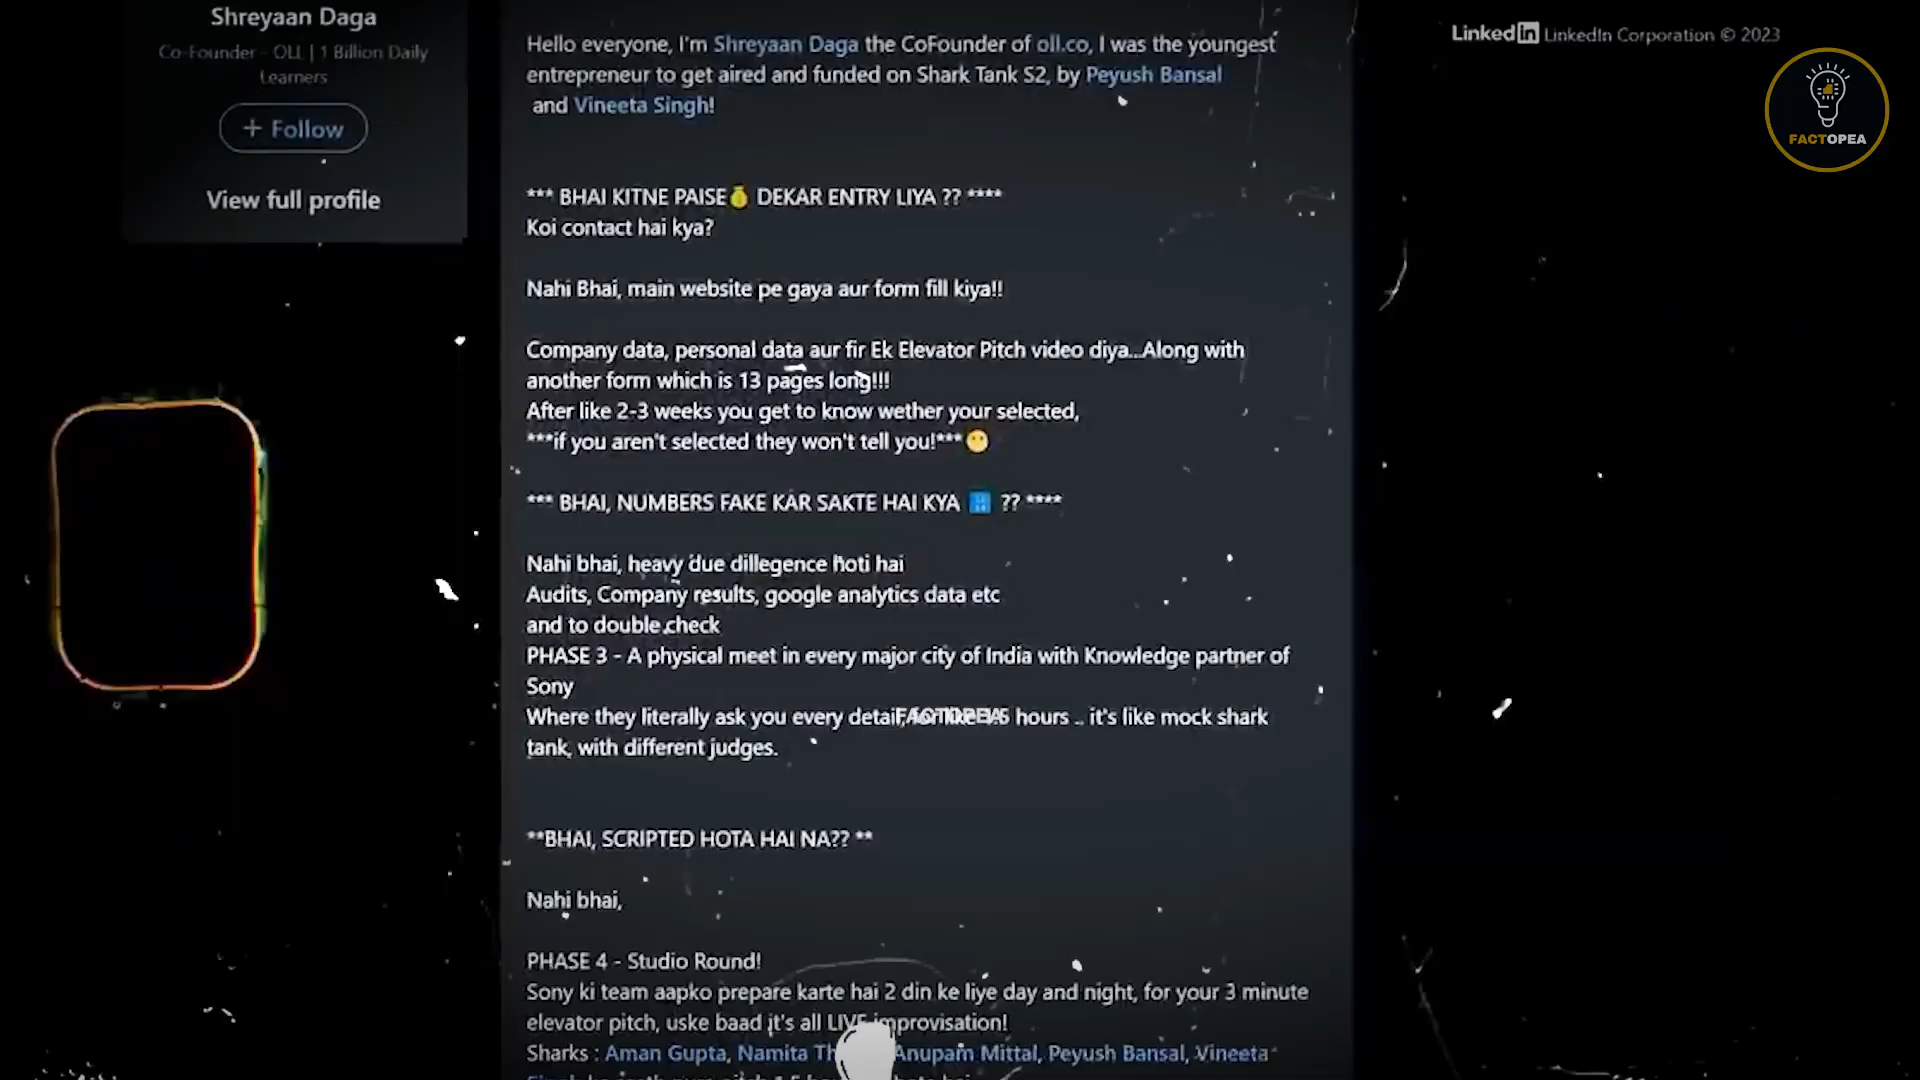 Shreyaan Daga
Co-Founder - OLL | 1 Billion Daily
Learners
+ Follow
View full profile
Hello everyone, I'm Shreyaan Daga the CoFounder of oll.co, I was the youngest
entrepreneur to get aired and funded on Shark Tank S2, by Peyush Bansal
and Vineeta Singh!
*** BHAI KITNE PAISE💰 DEKAR ENTRY LIYA ?? ****
Koi contact hai kya?
Nahi Bhai, main website pe gaya aur form fill kiya!!
Company data, personal data aur fir Ek Elevator Pitch video diya...Along with
another form which is 13 pages long!!!
After like 2-3 weeks you get to know wether your selected,
***if you aren't selected they won't tell you!***😶
*** BHAI, NUMBERS FAKE KAR SAKTE HAI KYA 🔢 ?? ****
Nahi bhai, heavy due dillegence hoti hai
Audits, Company results, google analytics data etc
and to double check
PHASE 3 - A physical meet in every major city of India with Knowledge partner of
Sony
Where they literally ask you every detail, for like 1.5 hours .. it's like mock shark
tank, with different judges.
FACTOPEA
**BHAI, SCRIPTED HOTA HAI NA?? **
Nahi bhai,
PHASE 4 - Studio Round!
Sony ki team aapko prepare karte hai 2 din ke liye day and night, for your 3 minute
elevator pitch, uske baad it's all LIVE improvisation!
Sharks : Aman Gupta, Namita Anupam Mittal, Peyush Bansal, Vineeta
LinkedIn LinkedIn Corporation © 2023
FACTOPEA